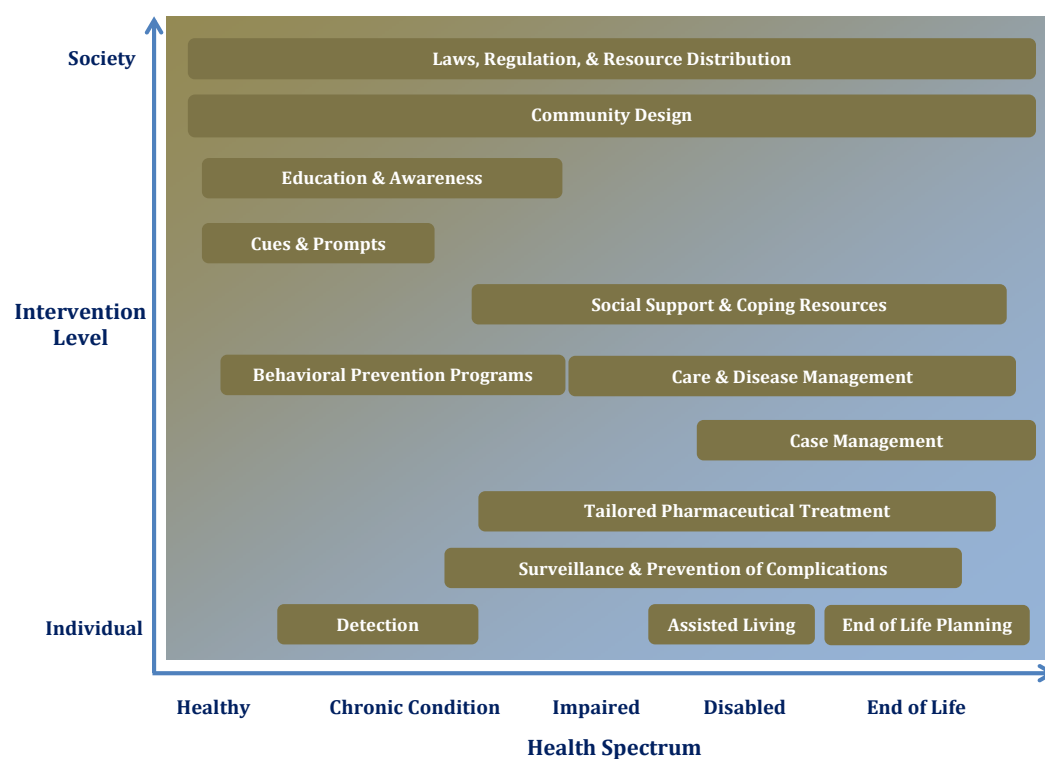 Society
Laws, Regulation, & Resource Distribution
Community Design
Education & Awareness
Cues & Prompts
Social Support & Coping Resources
Intervention
Level
Behavioral Prevention Programs
Care & Disease Management
Case Management
Tailored Pharmaceutical Treatment
Surveillance & Prevention of Complications
Individual
Detection
Assisted Living
End of Life Planning
Healthy
Chronic Condition
Impaired
Disabled
End of Life
Health Spectrum